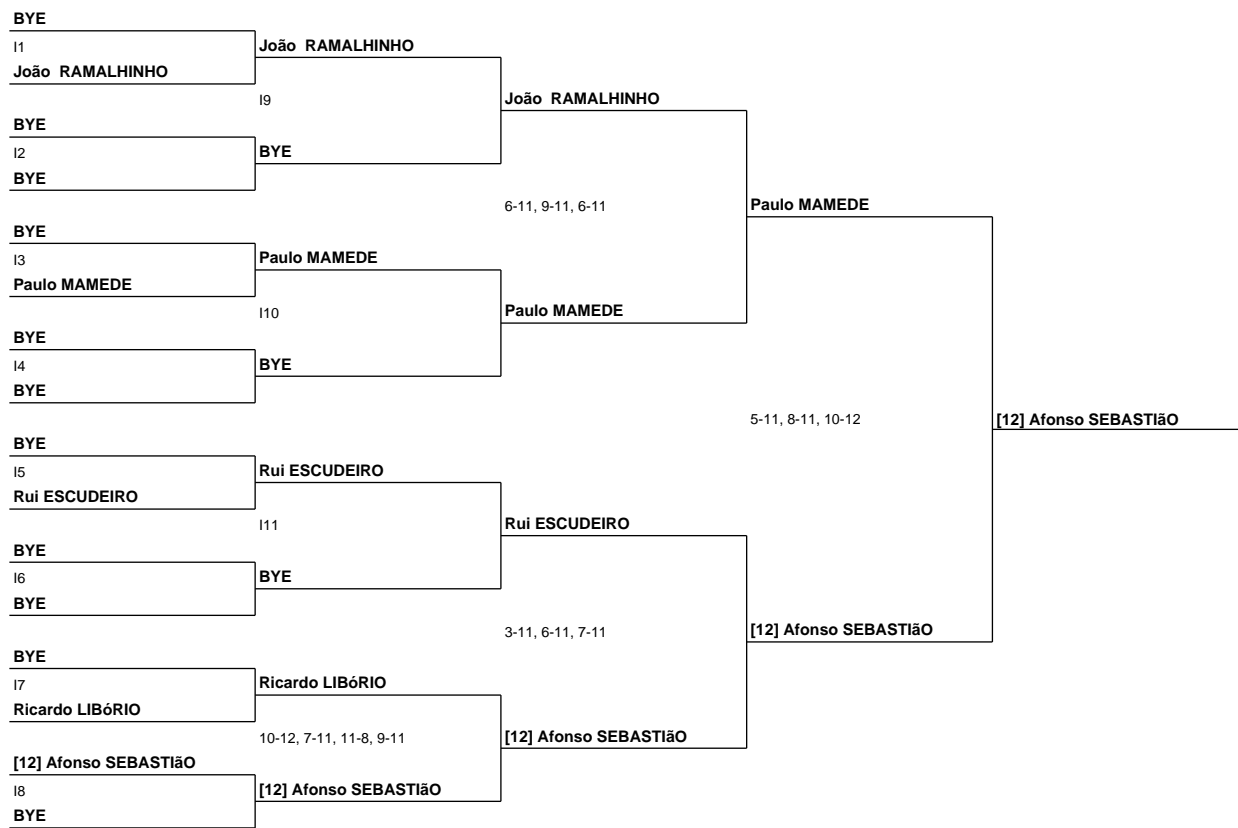 BYE
I1
João  RAMALHINHO
João  RAMALHINHO
I9
João  RAMALHINHO
BYE
I2
BYE
BYE
6-11, 9-11, 6-11
Paulo MAMEDE
BYE
I3
Paulo MAMEDE
Paulo MAMEDE
I10
Paulo MAMEDE
BYE
I4
BYE
BYE
5-11, 8-11, 10-12
[12] Afonso SEBASTIãO
BYE
I5
Rui ESCUDEIRO
Rui ESCUDEIRO
I11
Rui ESCUDEIRO
BYE
I6
BYE
BYE
3-11, 6-11, 7-11
[12] Afonso SEBASTIãO
BYE
I7
Ricardo LIBóRIO
Ricardo LIBóRIO
10-12, 7-11, 11-8, 9-11
[12] Afonso SEBASTIãO
[12] Afonso SEBASTIãO
I8
BYE
[12] Afonso SEBASTIãO